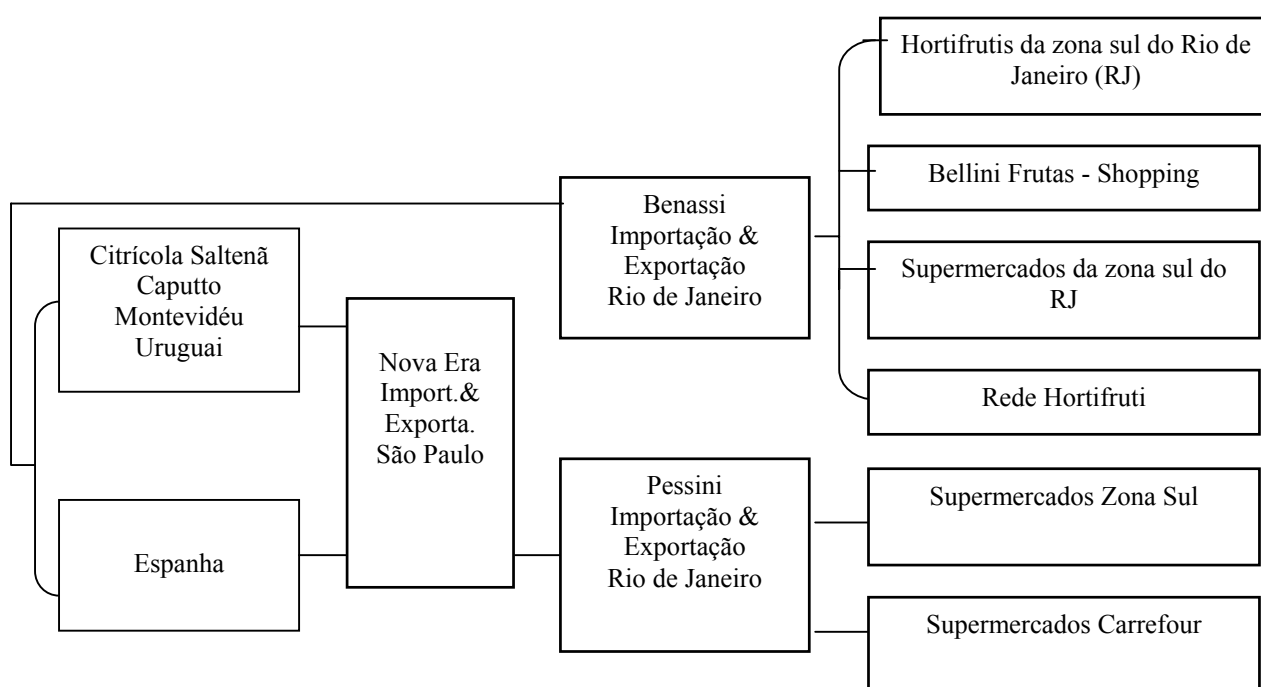 Hortifrutis da zona sul do Rio de
Janeiro (RJ)
Bellini Frutas - Shopping
Benassi
Importação &
Exportação
Rio de Janeiro
Citrícola Saltenã
Caputto
Montevidéu
Uruguai
Supermercados da zona sul do
RJ
Nova Era
Import.&
Exporta.
São Paulo
Rede Hortifruti
Pessini
Importação &
Exportação
Rio de Janeiro
Supermercados Zona Sul
Espanha
Supermercados Carrefour